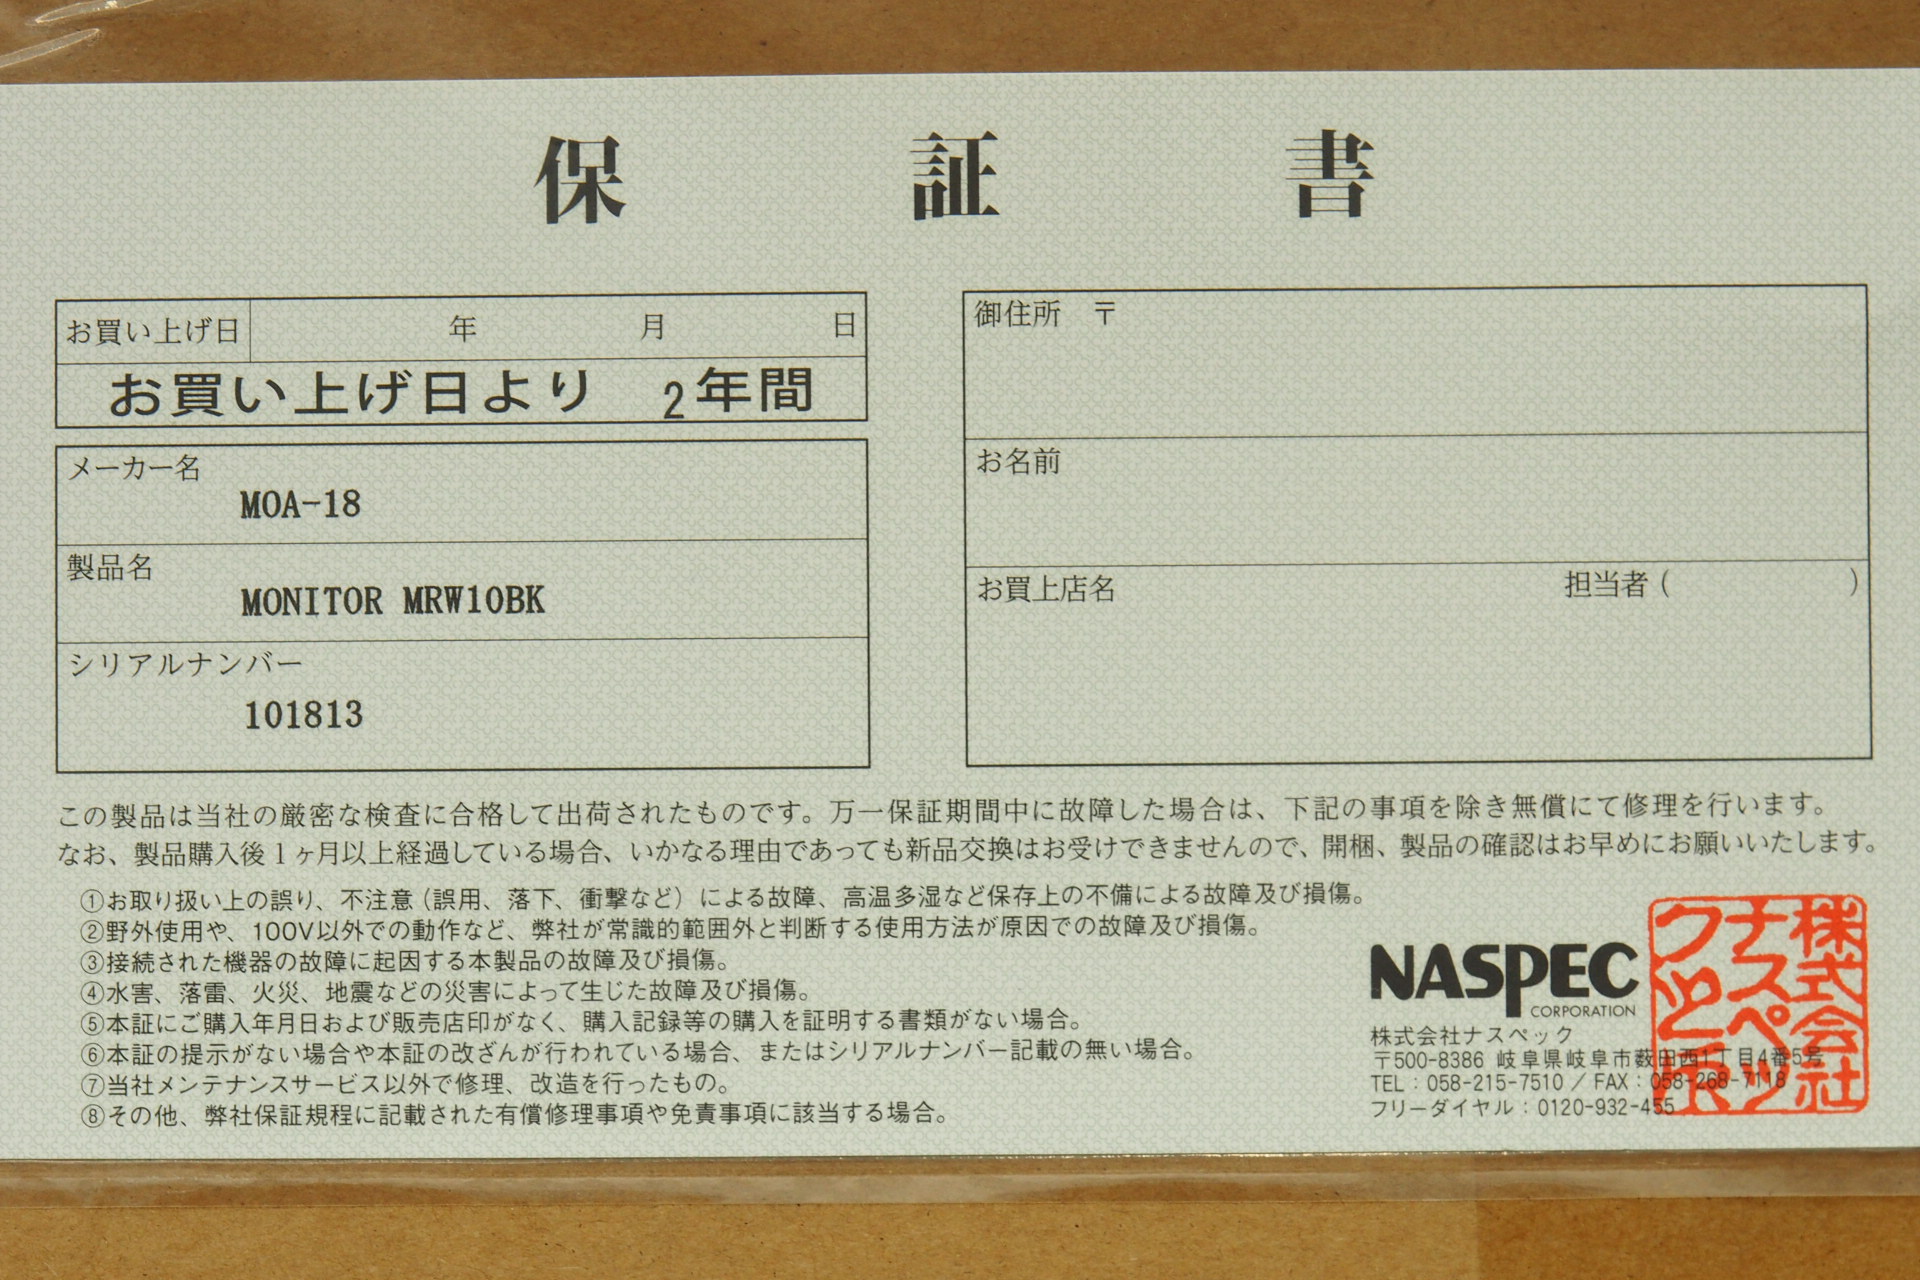 保証書
お買い上げ日 年 月 日
お買い上げ日より 2年間
メーカー名
MOA-18
製品名
MONITOR MRW10BK
シリアルナンバー
101813
御住所 〒
お名前
お買上店名 担当者 ( )
この製品は当社の厳密な検査に合格して出荷されたものです。万一保証期間中に故障した場合は、下記の事項を除き無償にて修理を行います。
なお、製品購入後1ヶ月以上経過している場合、いかなる理由であっても新品交換はお受けできませんので、開梱、製品の確認はお早めにお願いいたします。
①お取り扱い上の誤り、不注意（誤用、落下、衝撃など）による故障、高温多湿など保存上の不備による故障及び損傷。
②野外使用や、100V以外での動作など、弊社が常識的範囲外と判断する使用方法が原因での故障及び損傷。
③接続された機器の故障に起因する本製品の故障及び損傷。
④水害、落雷、火災、地震などの災害によって生じた故障及び損傷。
⑤本証にご購入年月日および販売店印がなく、購入記録等の購入を証明する書類がない場合。
⑥本証の提示がない場合や本証の改ざんが行われている場合、またはシリアルナンバー記載の無い場合。
⑦当社メンテナンスサービス以外で修理、改造を行ったもの。
⑧その他、弊社保証規程に記載された有償修理事項や免責事項に該当する場合。
NASPEC
CORPORATION
株式会社ナスペック
〒500-8386 岐阜県岐阜市薮田西1丁目4番5号
TEL：058-215-7510 / FAX：058-268-7118
フリーダイヤル：0120-932-455
株式会社
ナスペツ
ク